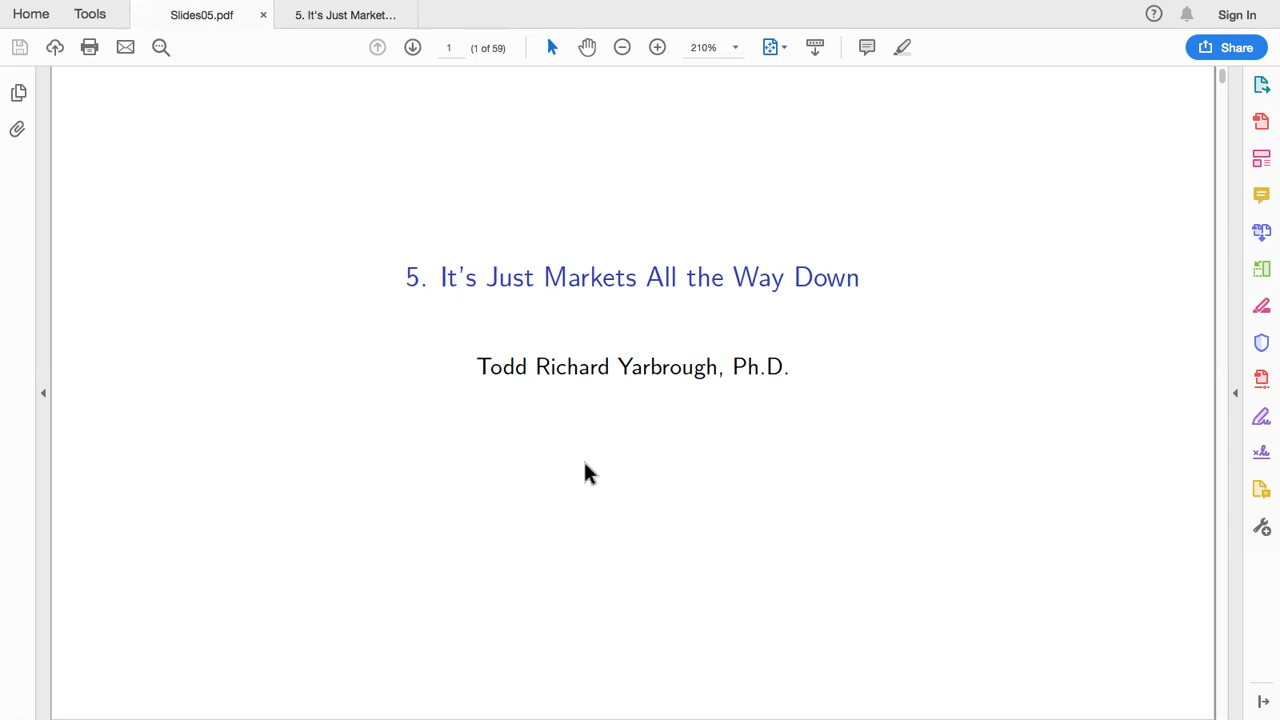 Home Tools Slides05.pdf × 5. It's Just Market... ? Sign In
1 (1 of 59) 210% Share
5. It's Just Markets All the Way Down
Todd Richard Yarbrough, Ph.D.